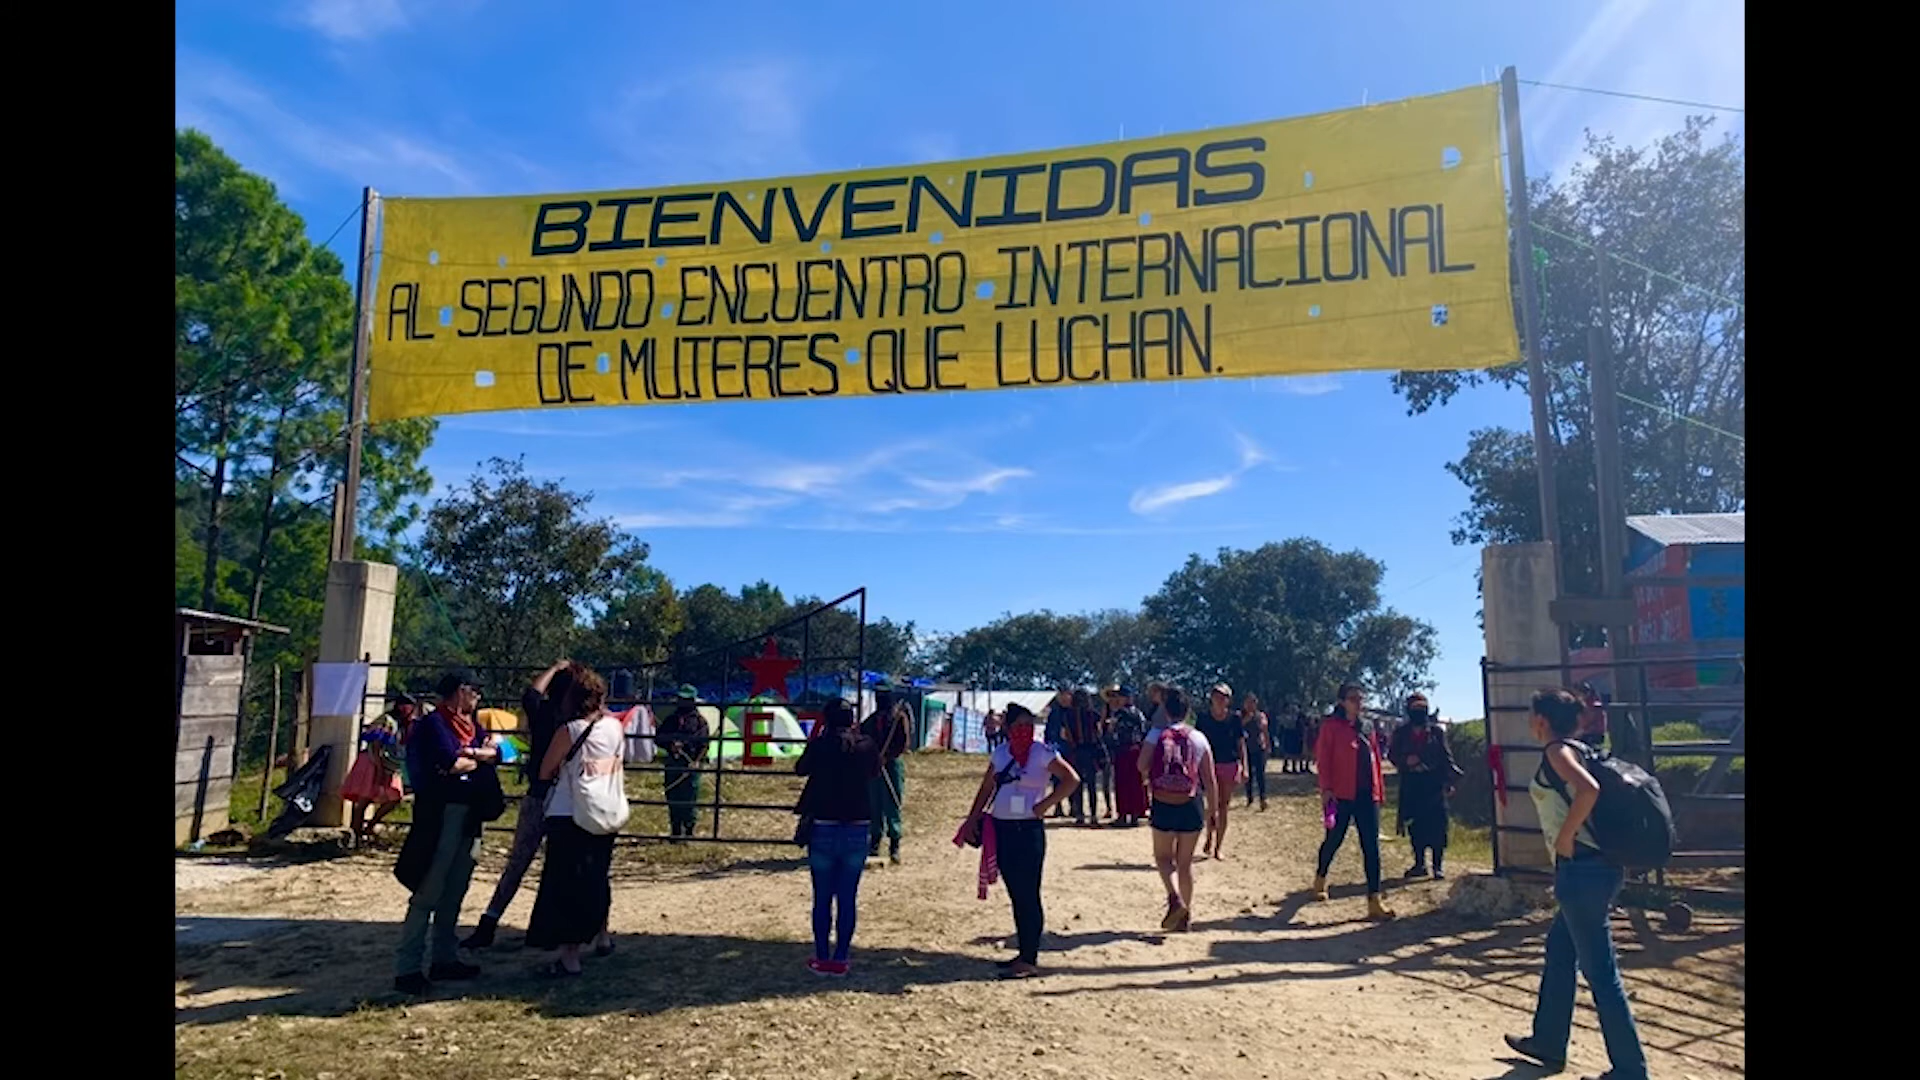 BIENVENIDAS
AL SEGUNDO ENCUENTRO INTERNACIONAL
DE MUJERES QUE LUCHAN.
E